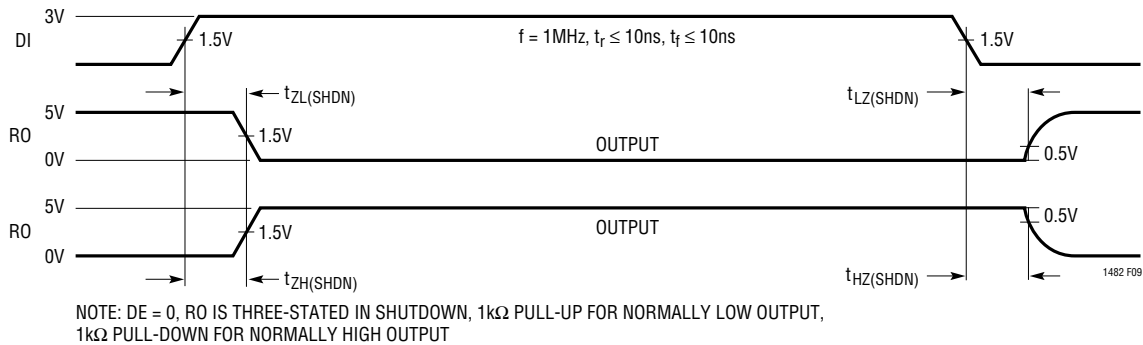 3V
DI
1.5V
f = 1MHz, tr ≤ 10ns, tf ≤ 10ns
1.5V
tZL(SHDN)
tLZ(SHDN)
5V
RO
0V
1.5V
OUTPUT
0.5V
5V
RO
0V
1.5V
OUTPUT
0.5V
tZH(SHDN)
tHZ(SHDN)
1482 F09
NOTE: DE = 0, RO IS THREE-STATED IN SHUTDOWN, 1kΩ PULL-UP FOR NORMALLY LOW OUTPUT,
1kΩ PULL-DOWN FOR NORMALLY HIGH OUTPUT